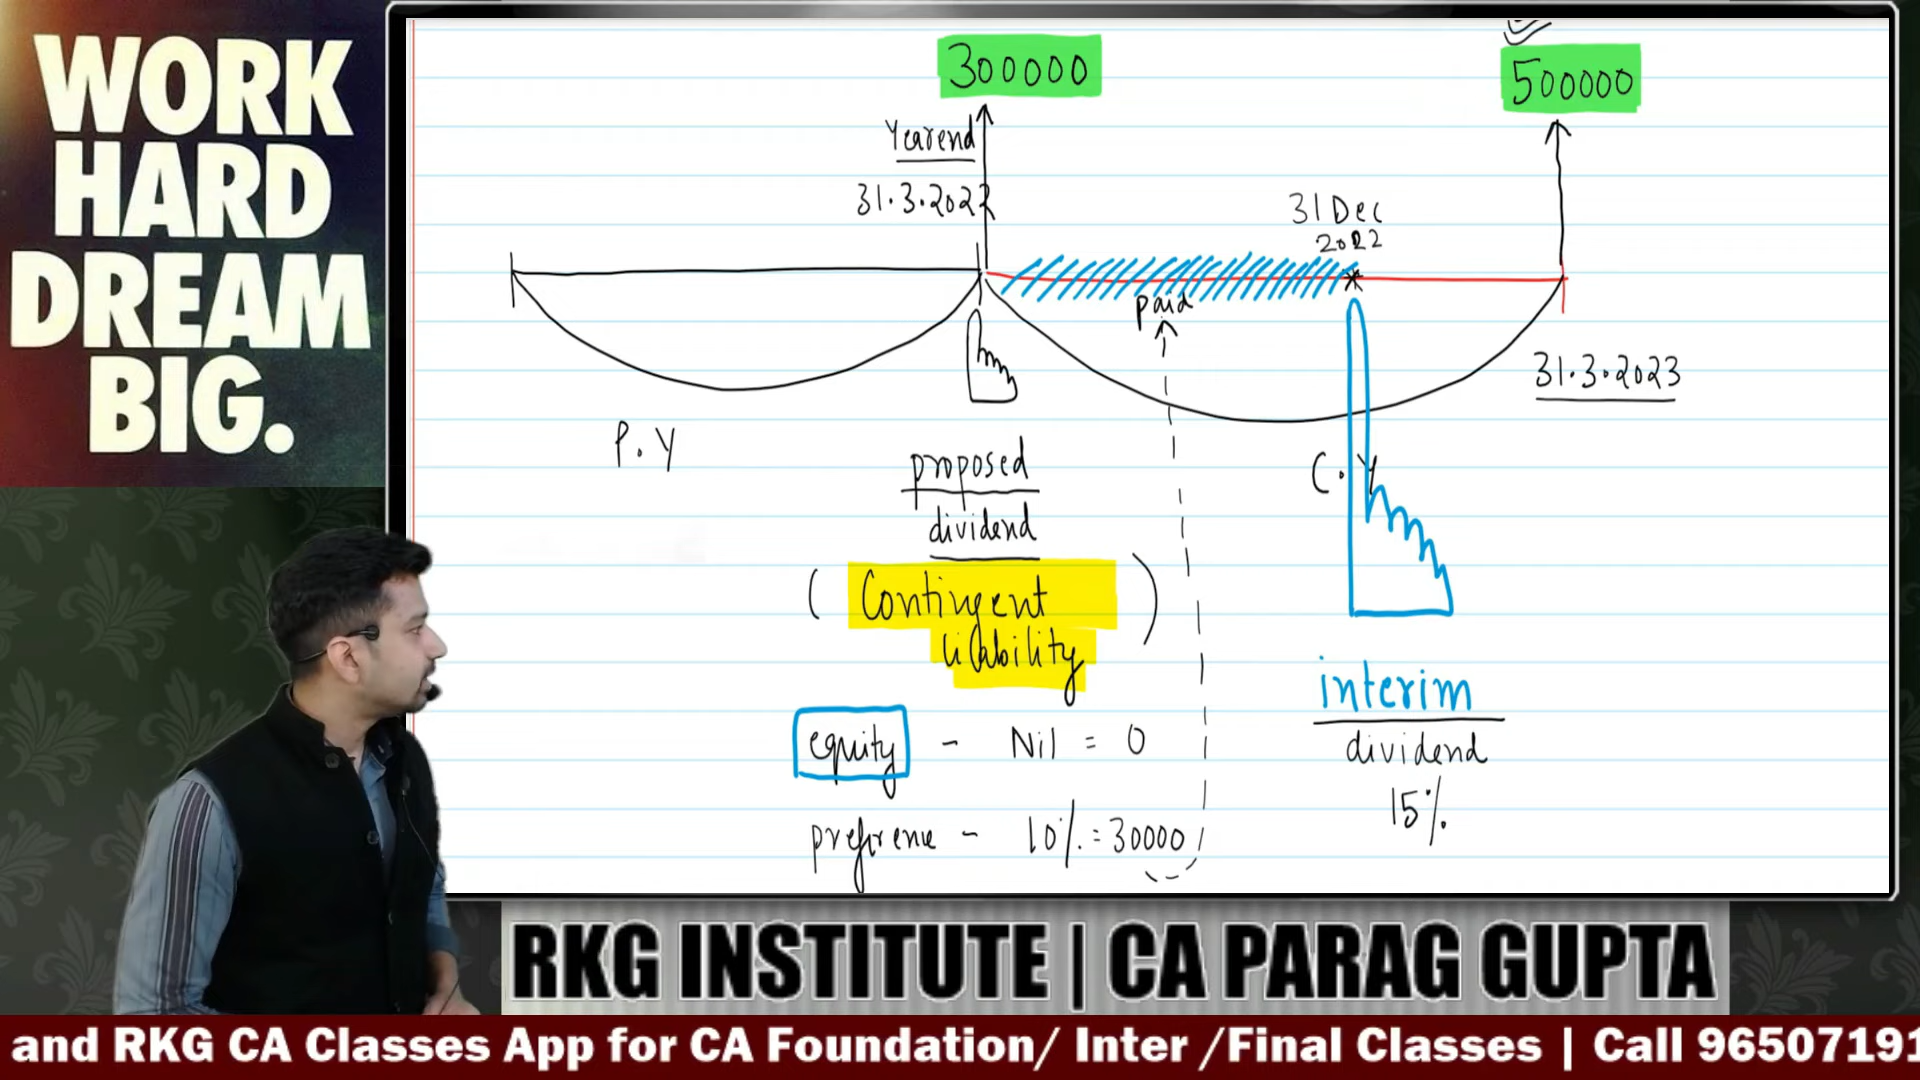 WORK
HARD
DREAM
BIG.
300000
500000
Yearend
31.3.2022
31 Dec
2022
paid
31.3.2023
P.Y
C.Y
proposed
dividend
( Contingent
liability )
equity - Nil = 0
preference - 10% = 30000
interim
dividend
15%
RKG INSTITUTE | CA PARAG GUPTA
and RKG CA Classes App for CA Foundation/ Inter /Final Classes | Call 96507191